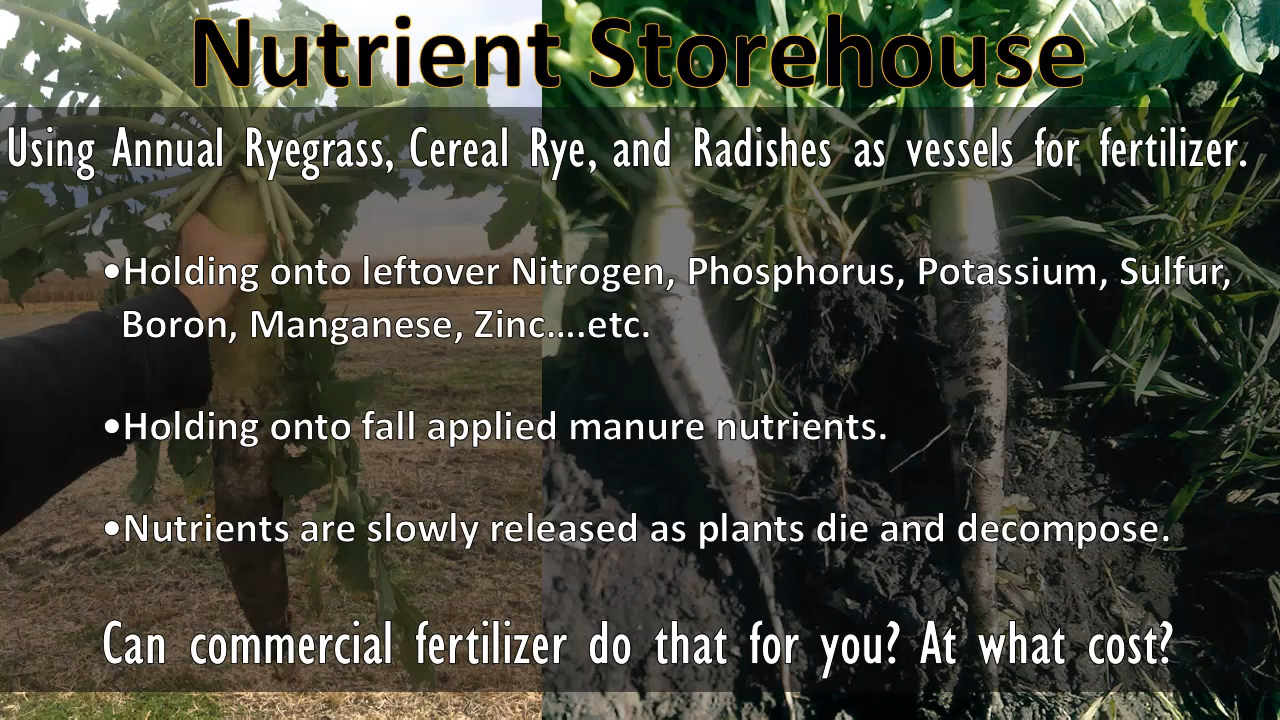 Nutrient Storehouse
Using Annual Ryegrass, Cereal Rye, and Radishes as vessels for fertilizer.
•Holding onto leftover Nitrogen, Phosphorus, Potassium, Sulfur,
Boron, Manganese, Zinc....etc.
•Holding onto fall applied manure nutrients.
•Nutrients are slowly released as plants die and decompose.
Can commercial fertilizer do that for you? At what cost?